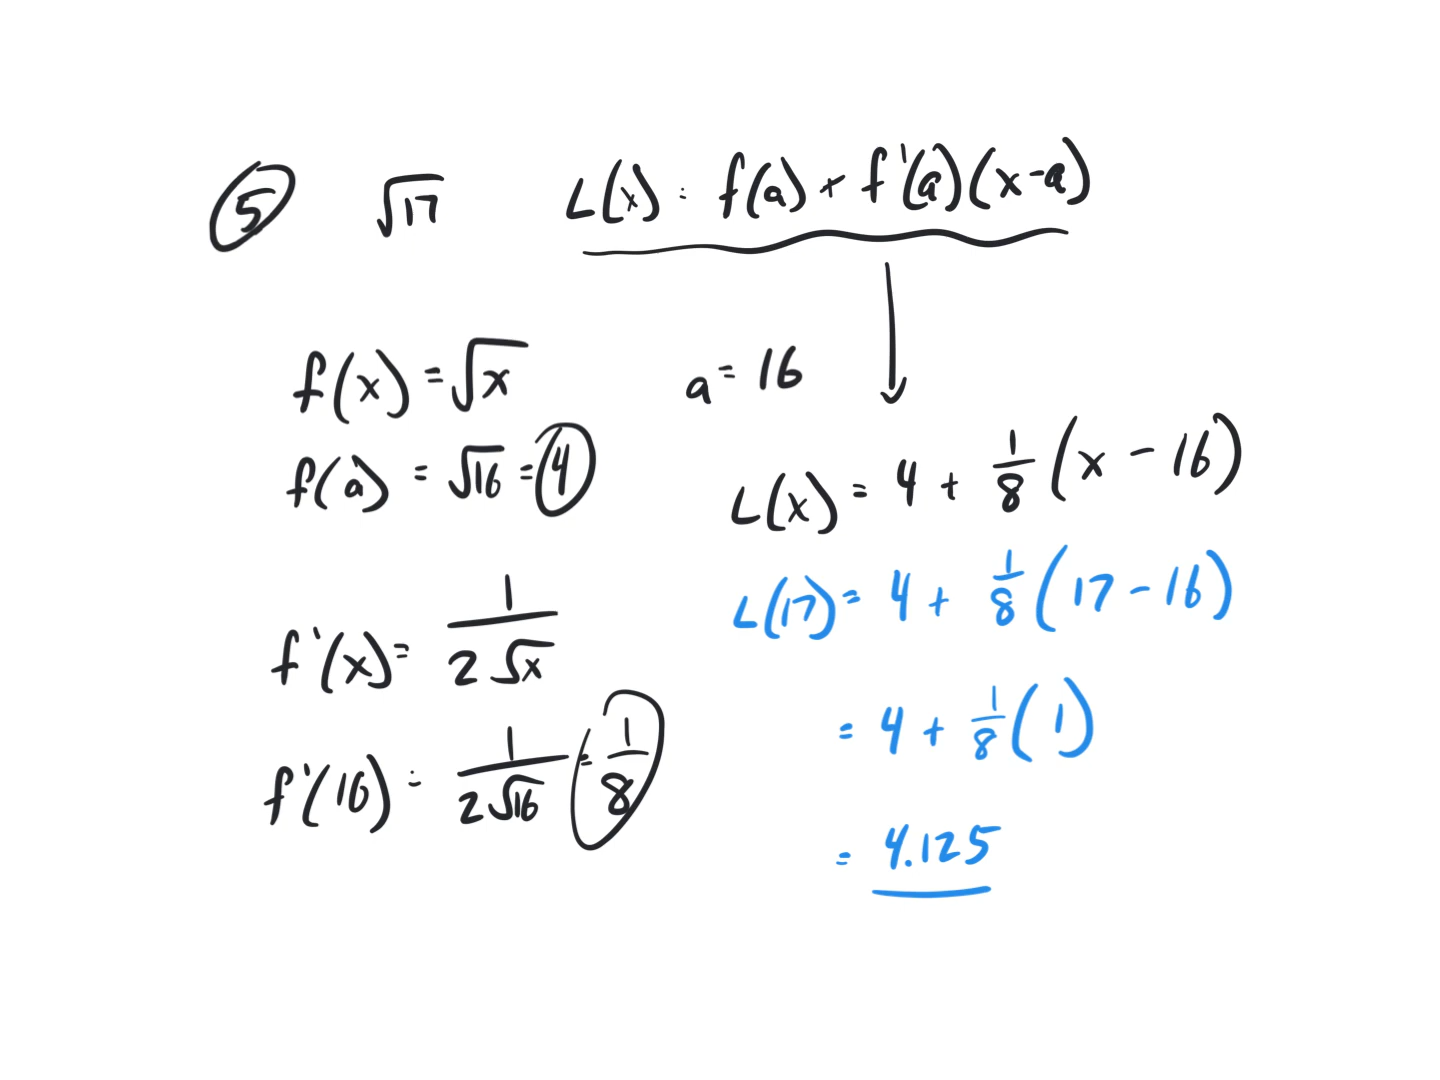 5 √17 L(x) = f(a) + f'(a)(x-a)
f(x) = √x a = 16
f(a) = √16 = 4
L(x) = 4 + 1/8 (x - 16)
f'(x) = 1/(2√x)
L(17) = 4 + 1/8 (17 - 16)
f'(16) = 1/(2√16) = 1/8
= 4 + 1/8 (1)
= 4.125